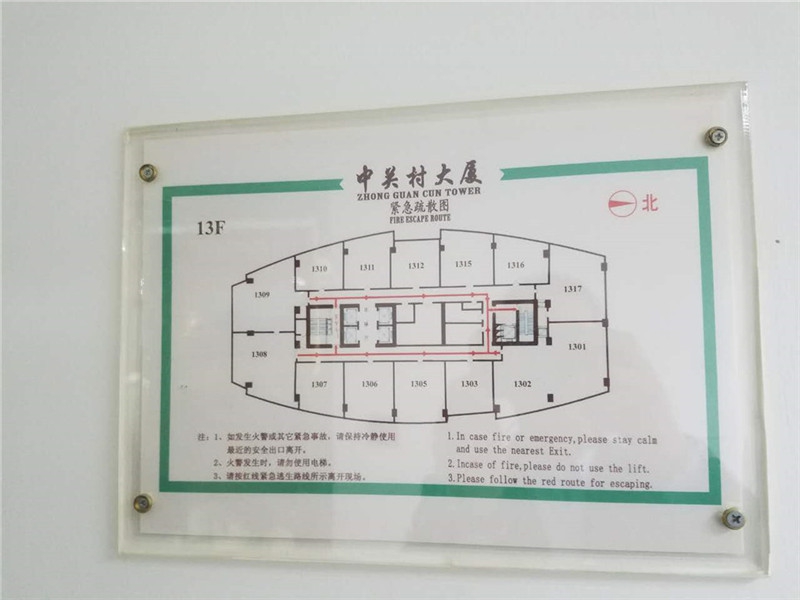 中关村大厦
ZHONG GUAN CUN TOWER
紧急疏散图
FIRE ESCAPE ROUTE
13F
北
1310
1311
1312
1315
1316
1309
1317
1308
1301
1307
1306
1305
1303
1302
注：1、如发生火警或其它紧急事故，请保持冷静使用
最近的安全出口离开。
2、火警发生时，请勿使用电梯。
3、请按红线紧急逃生路线所示离开现场。
1.In case fire or emergency,please stay calm
and use the nearest Exit.
2.Incase of fire,please do not use the lift.
3.Please follow the red route for escaping.